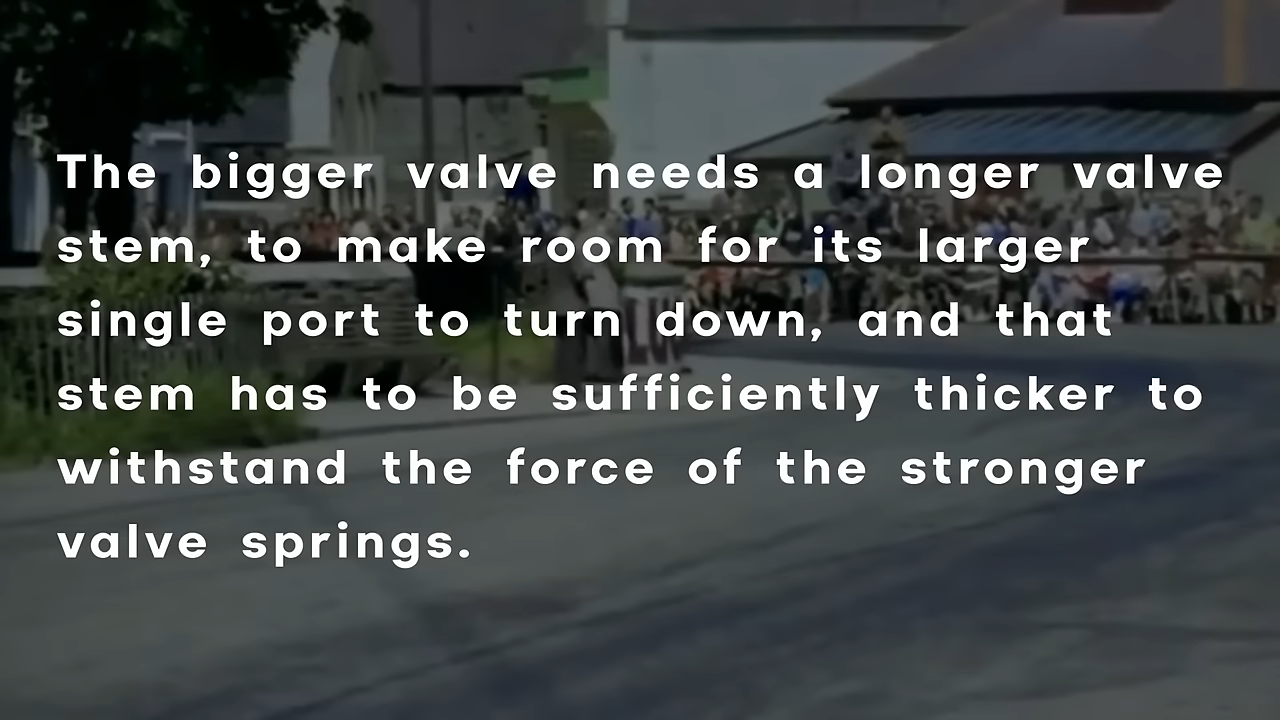 The bigger valve needs a longer valve
stem, to make room for its larger
single port to turn down, and that
stem has to be sufficiently thicker to
withstand the force of the stronger
valve springs.